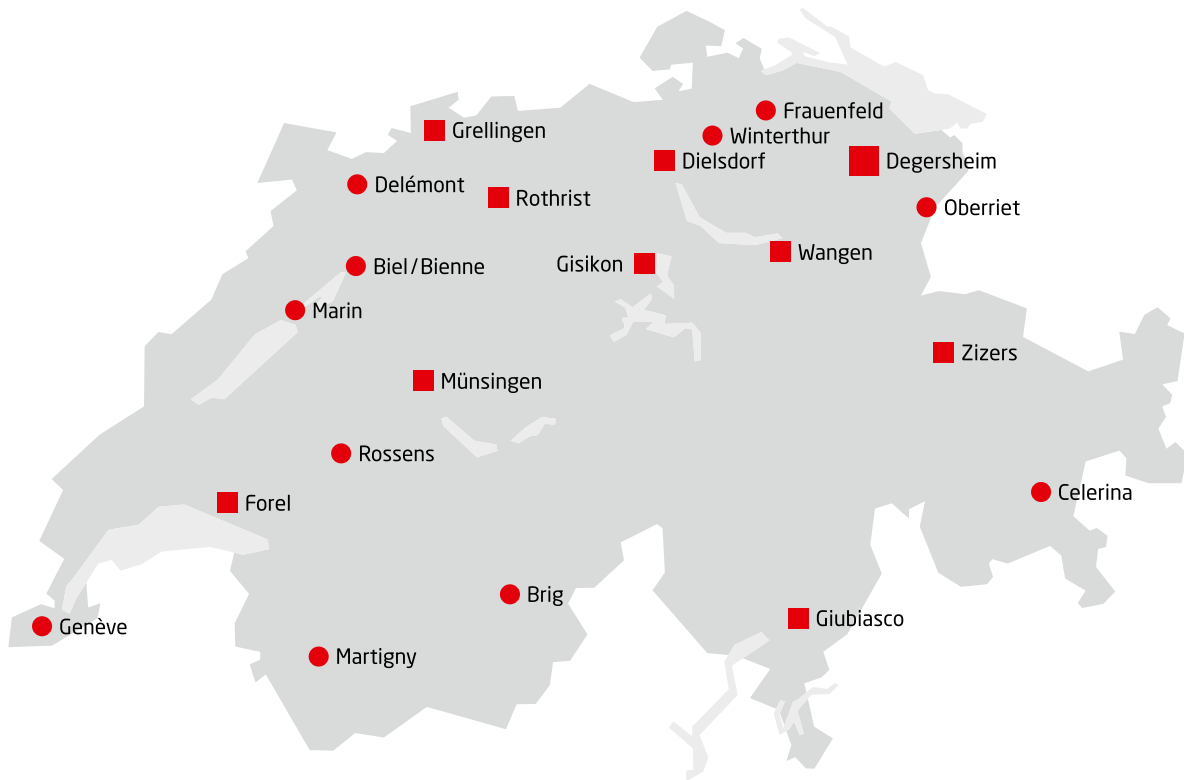 Frauenfeld
Grellingen
Winterthur
Dielsdorf
Degersheim
Delémont
Rothrist
Oberriet
Wangen
Gisikon
Biel/Bienne
Marin
Zizers
Münsingen
Rossens
Celerina
Forel
Brig
Giubiasco
Genève
Martigny